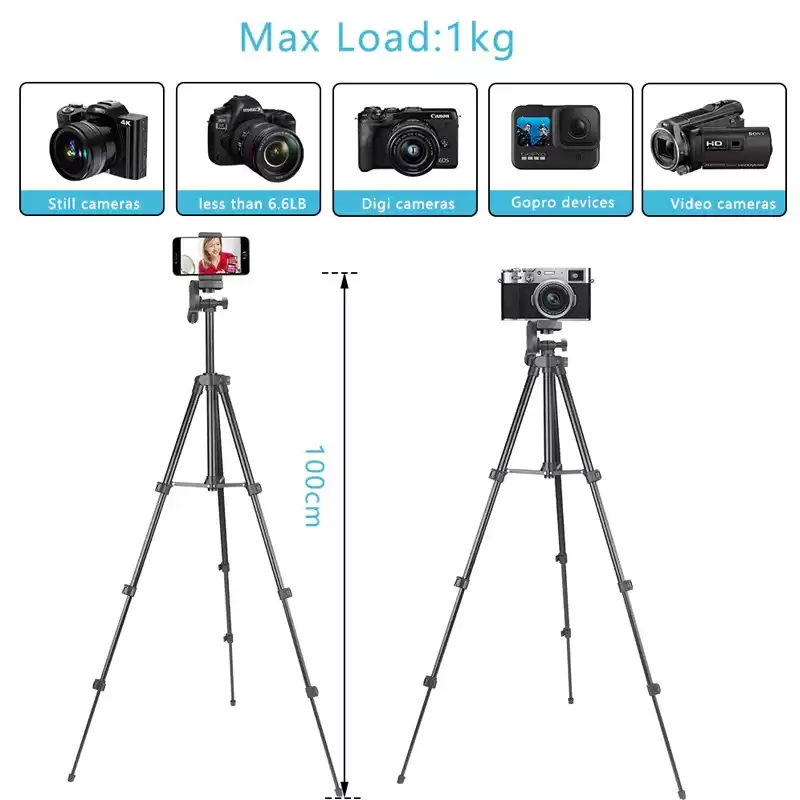 Max Load:1kg
4K
Canon
EOS
GoPro
HD
SONY
Still cameras
less than 6.6LB
Digi cameras
Gopro devices
Video cameras
100cm